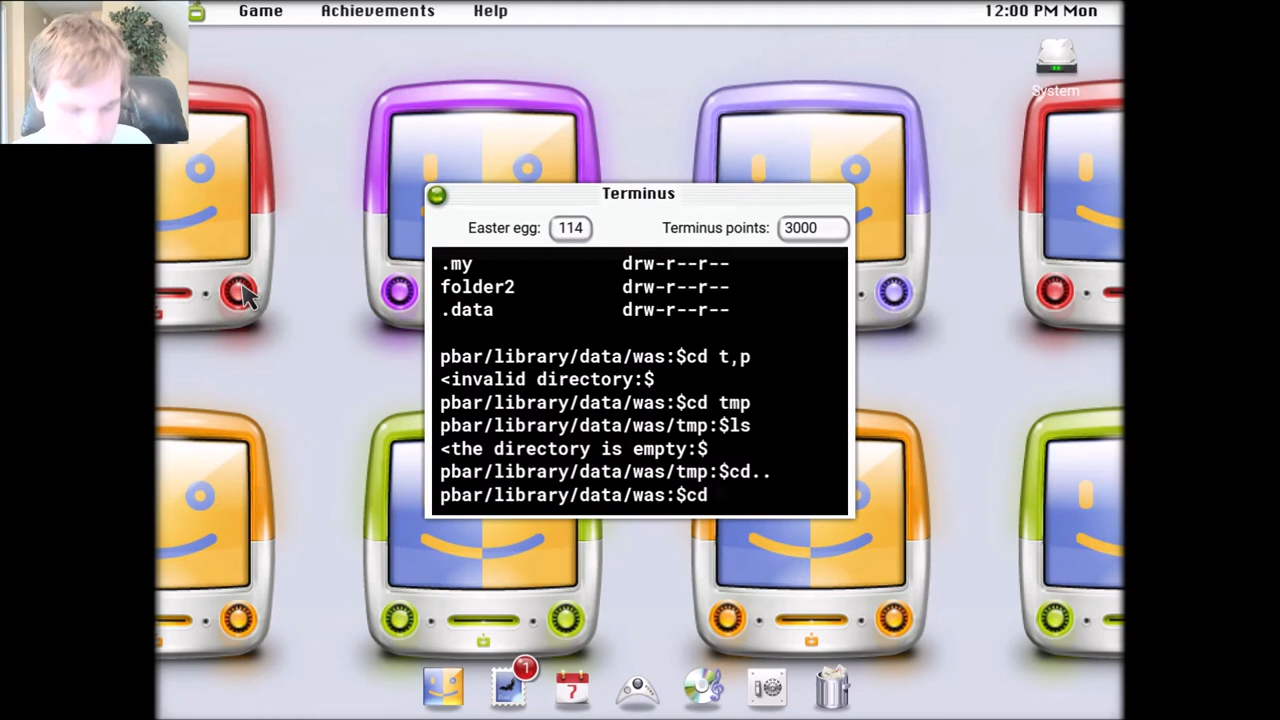 Game Achievements Help 12:00 PM Mon
System
Terminus
Easter egg: 114 Terminus points: 3000
.my drw-r--r--
folder2 drw-r--r--
.data drw-r--r--
pbar/library/data/was:$cd t,p
<invalid directory:$
pbar/library/data/was:$cd tmp
pbar/library/data/was/tmp:$ls
<the directory is empty:$
pbar/library/data/was/tmp:$cd..
pbar/library/data/was:$cd
1
7